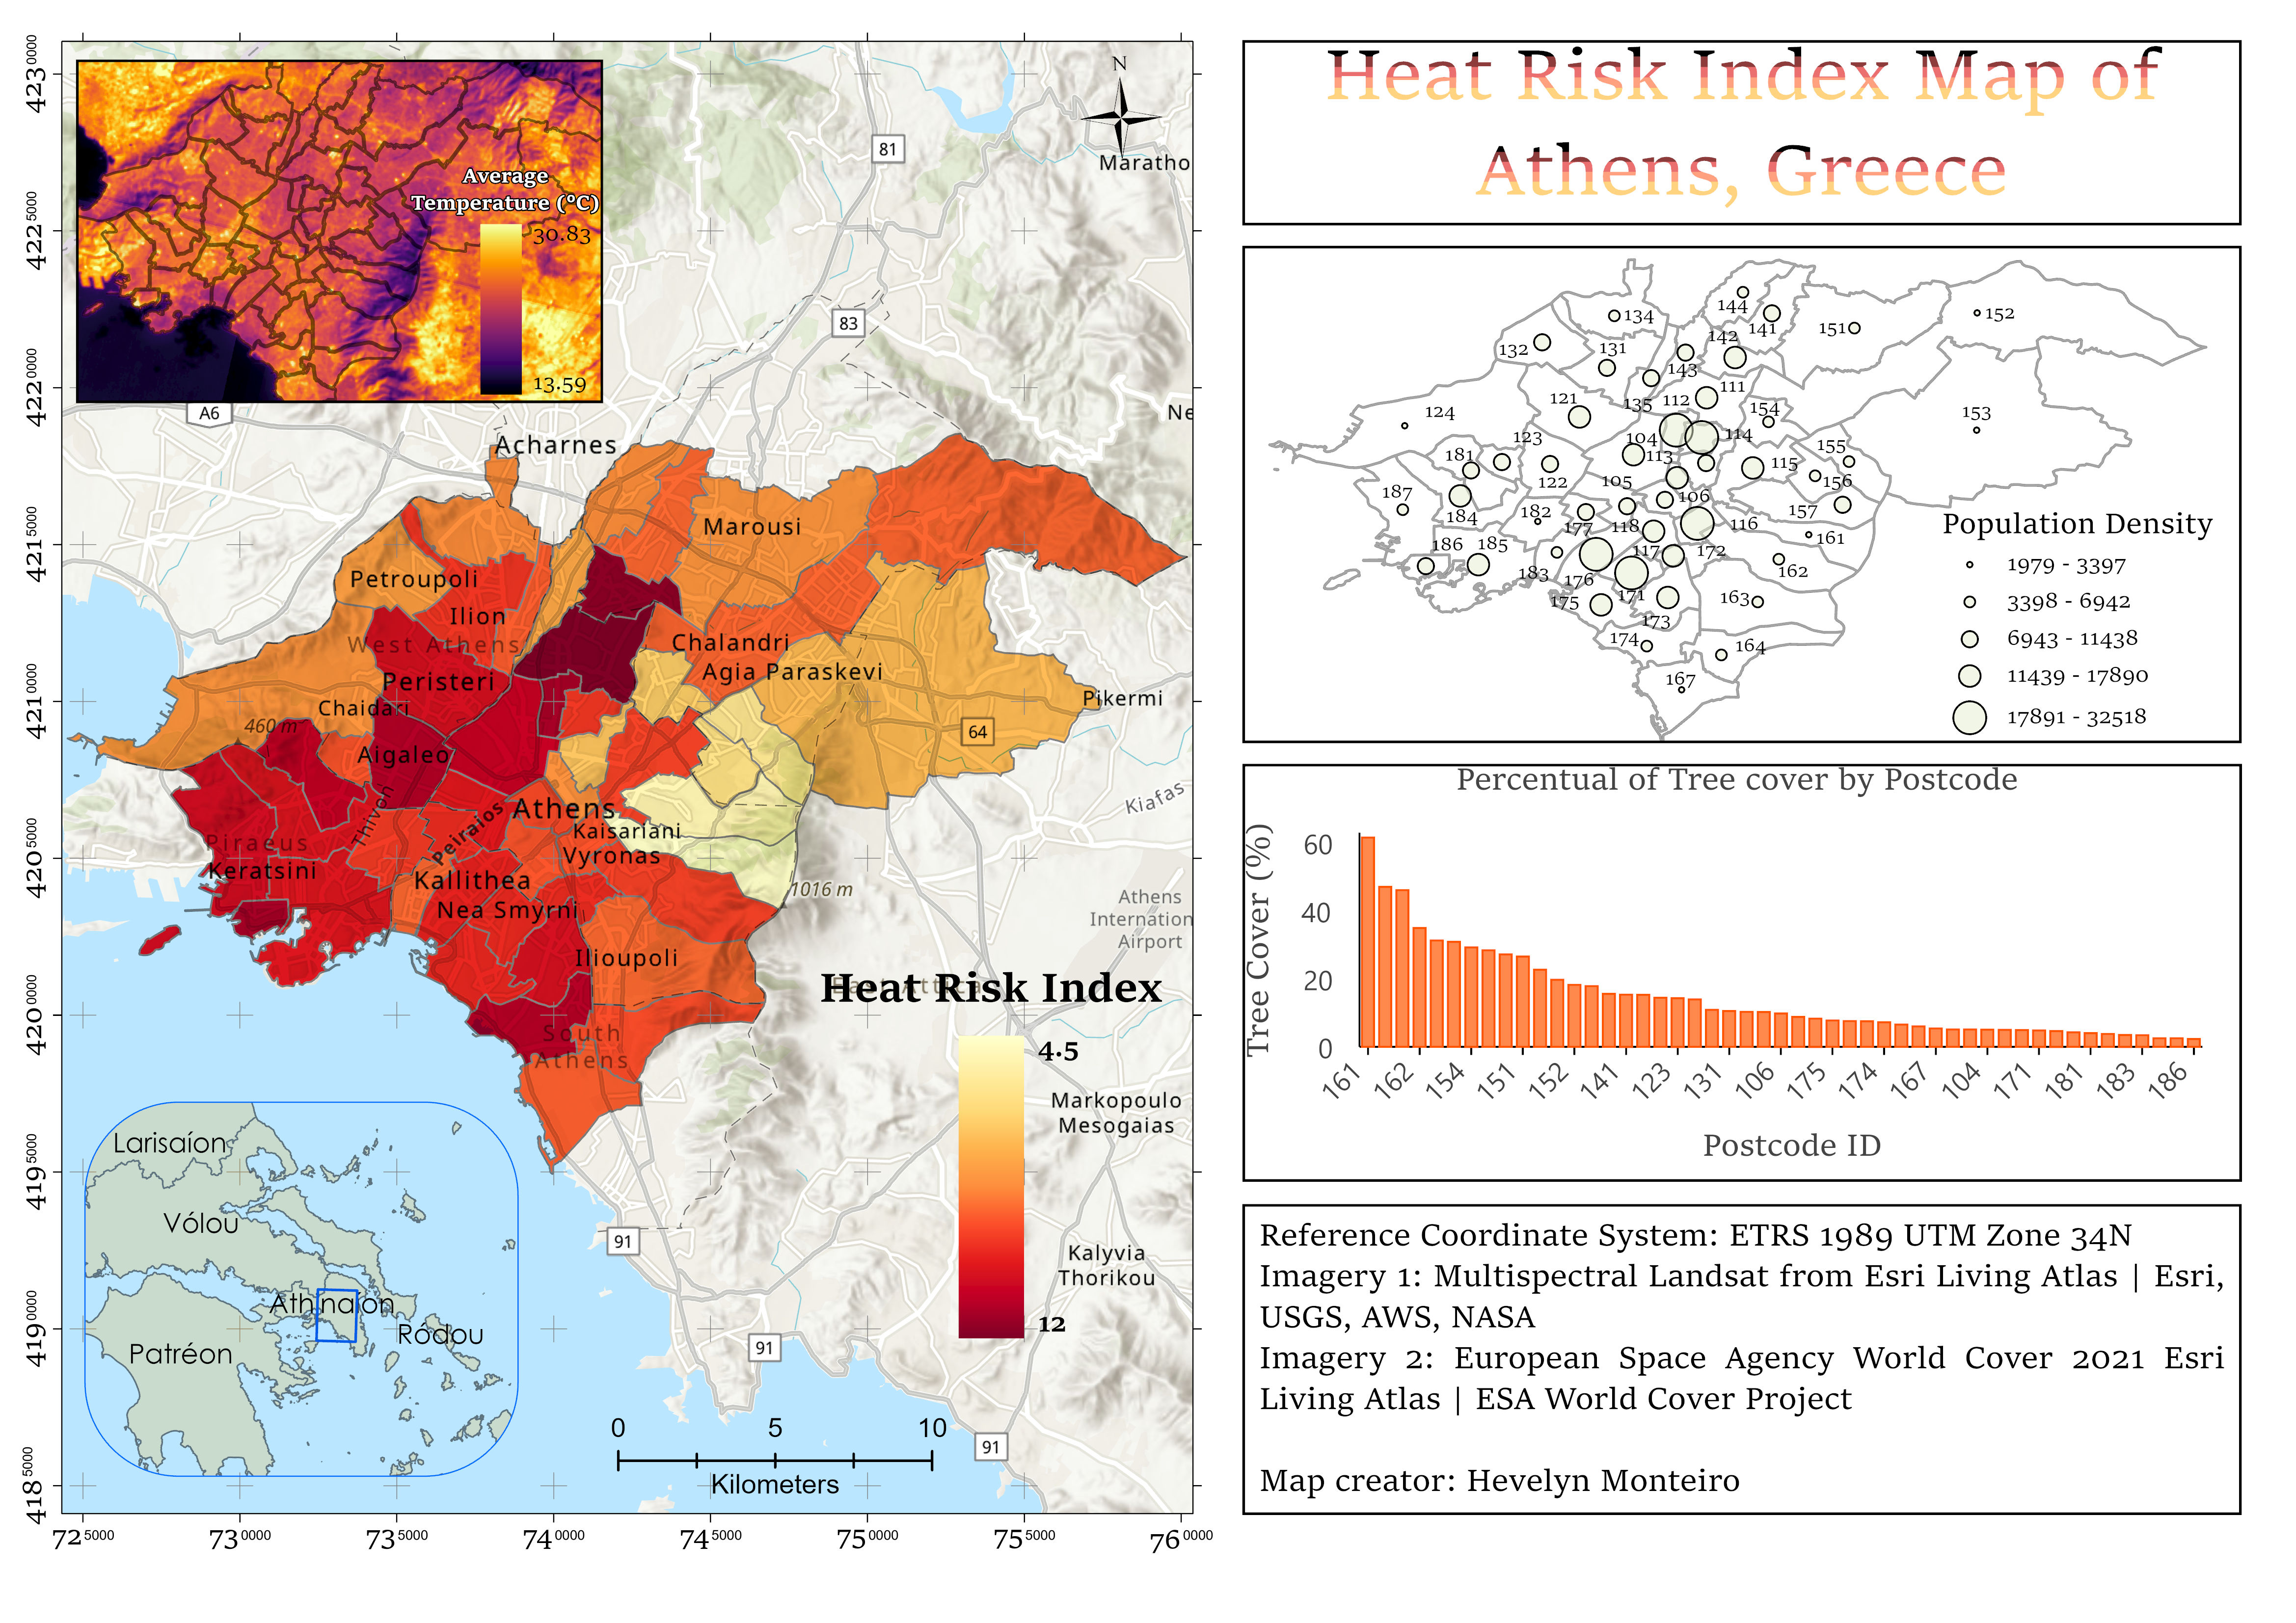 Heat Risk Index Map of
Athens, Greece
423 0000
422 5000
422 0000
421 5000
421 0000
420 5000
420 0000
419 5000
419 0000
418 5000
72 5000
73 0000
73 5000
74 0000
74 5000
75 0000
75 5000
76 0000
Average
Temperature (°C)
30.83
13.59
N
81
Maratho
83
A6
Ne
Acharnes
Marousi
Petroupoli
Ilion
West Athens
Chalandri
Peristeri
Agia Paraskevi
Chaidari
Pikermi
460 m
64
Aigaleo
Thivon
Peiraios
Athens
Kiafas
Piraeus
Kaisariani
Vyronas
Keratsini
Kallithea
1016 m
Nea Smyrni
Athens
Internation
Airport
Ilioupoli
East Attica
Heat Risk Index
4.5
12
South
Athens
Markopoulo
Mesogaias
Kalyvia
Thorikou
91
91
91
Larisaíon
Vólou
Athinaíon
Ródou
Patréon
0
5
10
Kilometers
144
134
141
151
152
132
131
142
143
111
124
121
135
112
154
153
123
104
114
155
181
113
115
122
105
156
187
106
184
182
157
177
118
116
161
186
185
117
172
183
176
162
175
171
163
173
174
164
167
Population Density
1979 - 3397
3398 - 6942
6943 - 11438
11439 - 17890
17891 - 32518
Percentual of Tree cover by Postcode
Tree Cover (%)
60
40
20
0
161
162
154
151
152
141
123
131
106
175
174
167
104
171
181
183
186
Postcode ID
Reference Coordinate System: ETRS 1989 UTM Zone 34N
Imagery 1: Multispectral Landsat from Esri Living Atlas | Esri,
USGS, AWS, NASA
Imagery 2: European Space Agency World Cover 2021 Esri
Living Atlas | ESA World Cover Project
Map creator: Hevelyn Monteiro